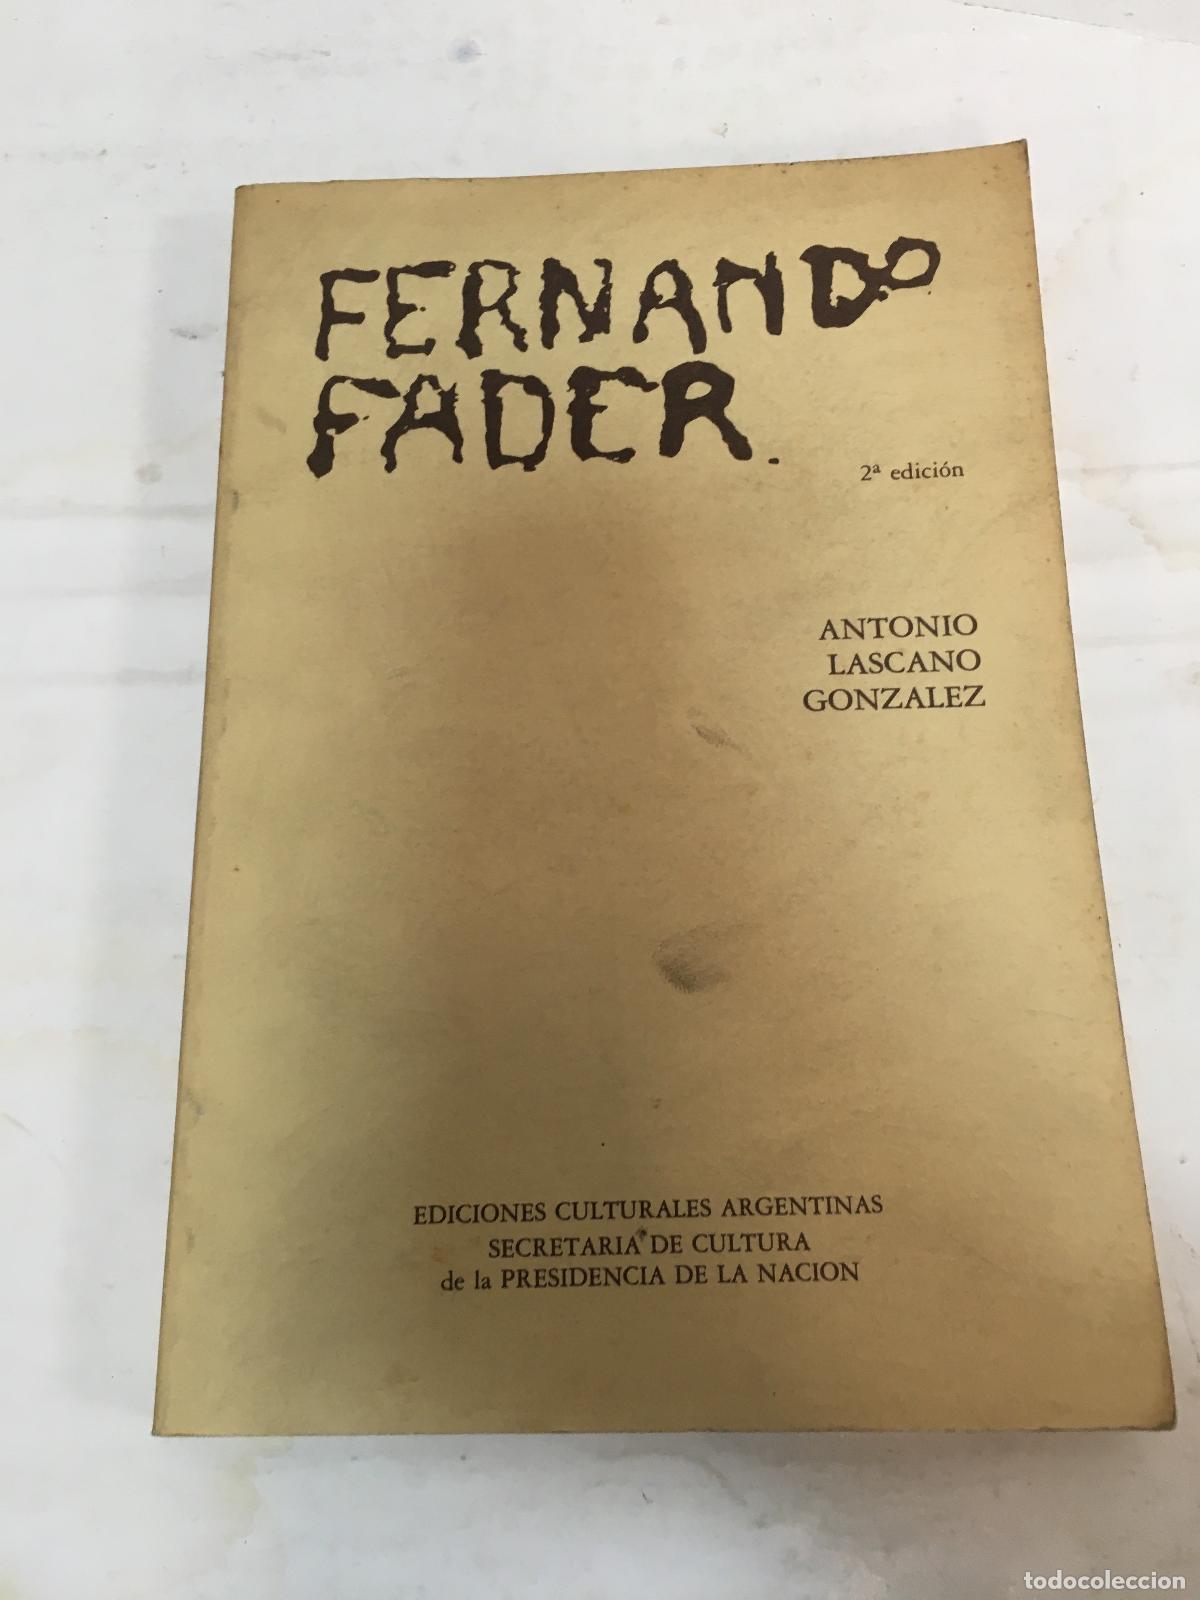 FERNANDO
FADER.
2ª edición
ANTONIO
LASCANO
GONZALEZ
EDICIONES CULTURALES ARGENTINAS
SECRETARIA DE CULTURA
de la PRESIDENCIA DE LA NACION
todocoleccion